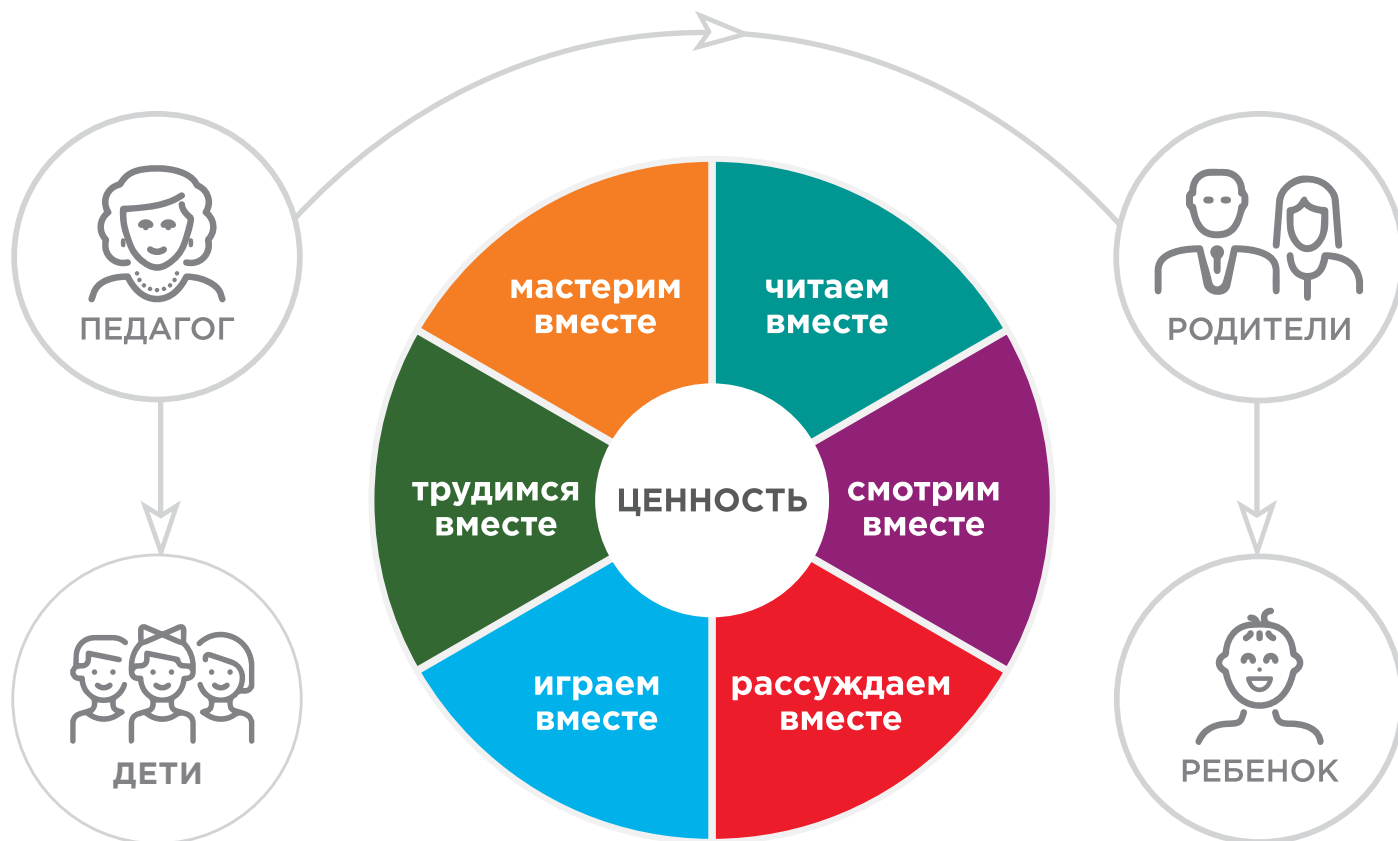 мастерим
вместе
читаем
вместе
ПЕДАГОГ
РОДИТЕЛИ
трудимся
вместе
ЦЕННОСТЬ
смотрим
вместе
играем
вместе
рассуждаем
вместе
ДЕТИ
РЕБЕНОК